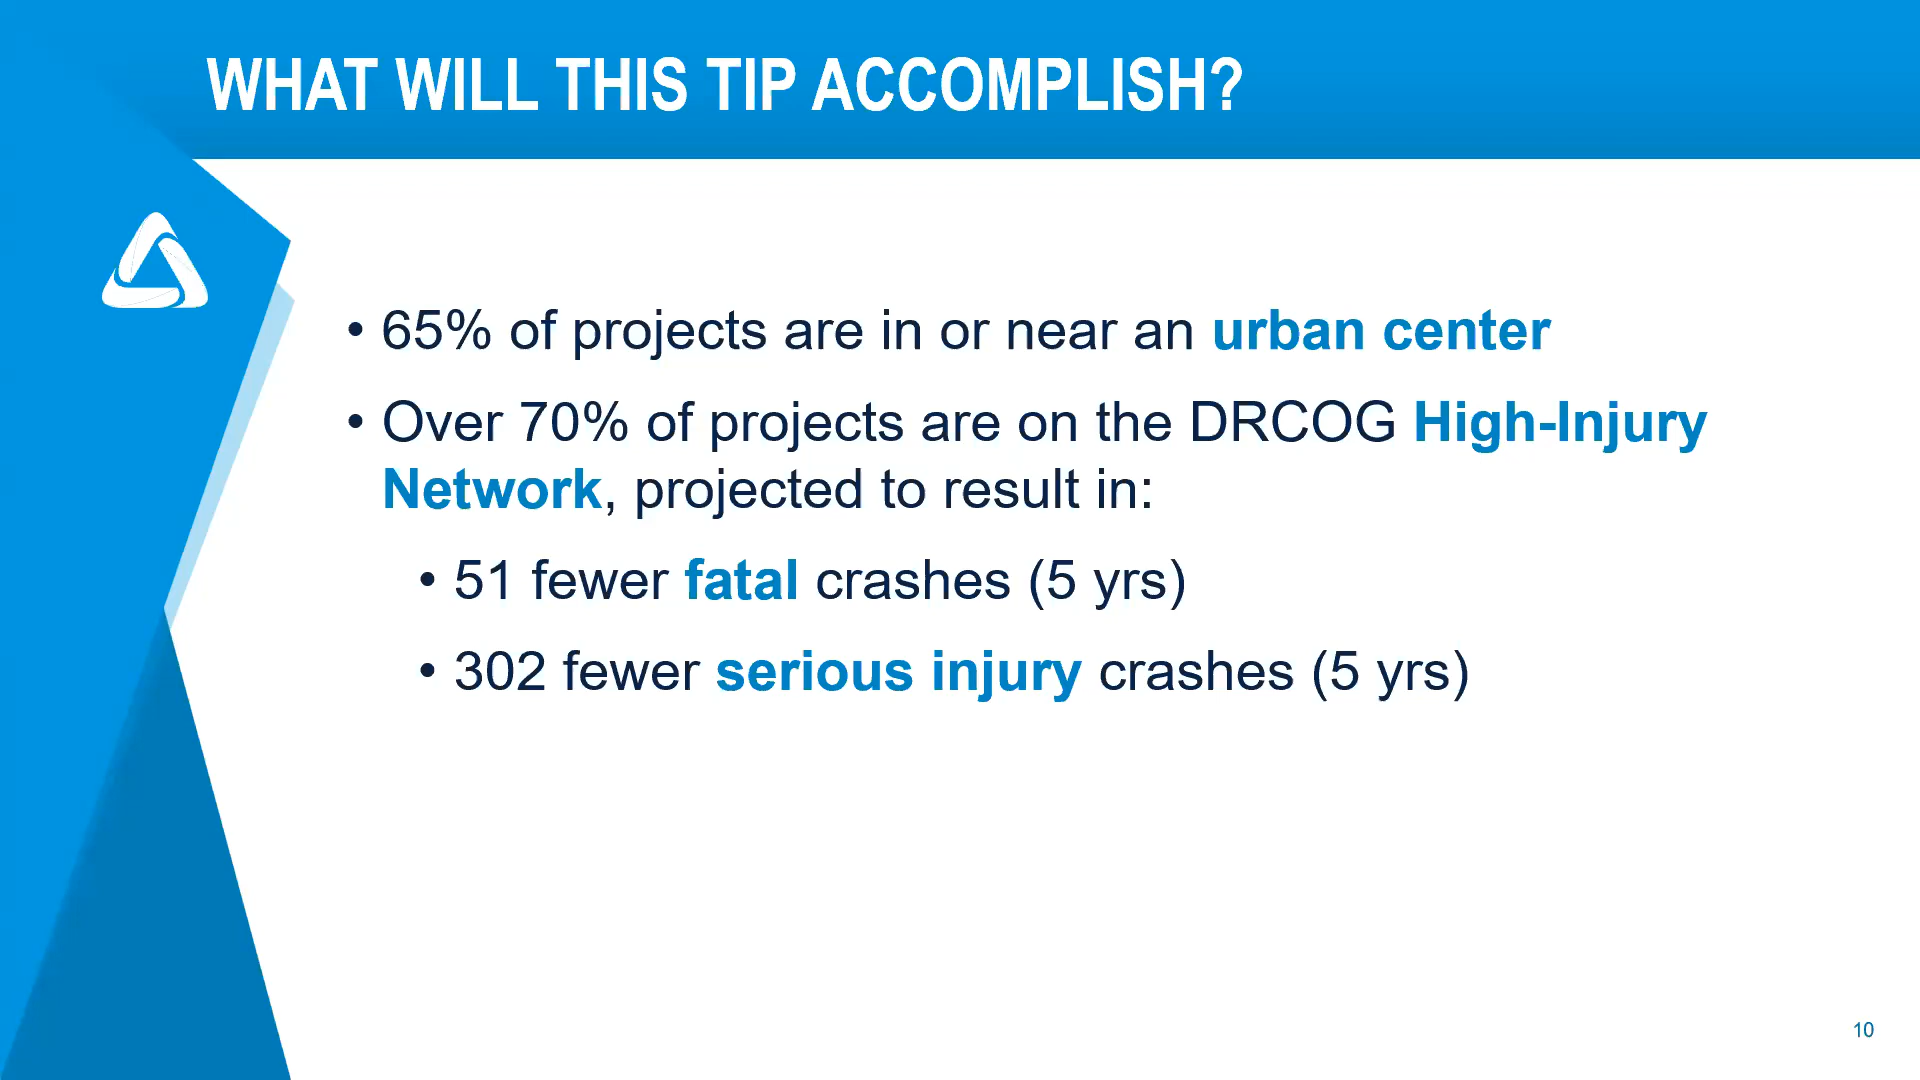 WHAT WILL THIS TIP ACCOMPLISH?
• 65% of projects are in or near an urban center
• Over 70% of projects are on the DRCOG High-Injury
Network, projected to result in:
• 51 fewer fatal crashes (5 yrs)
• 302 fewer serious injury crashes (5 yrs)
10